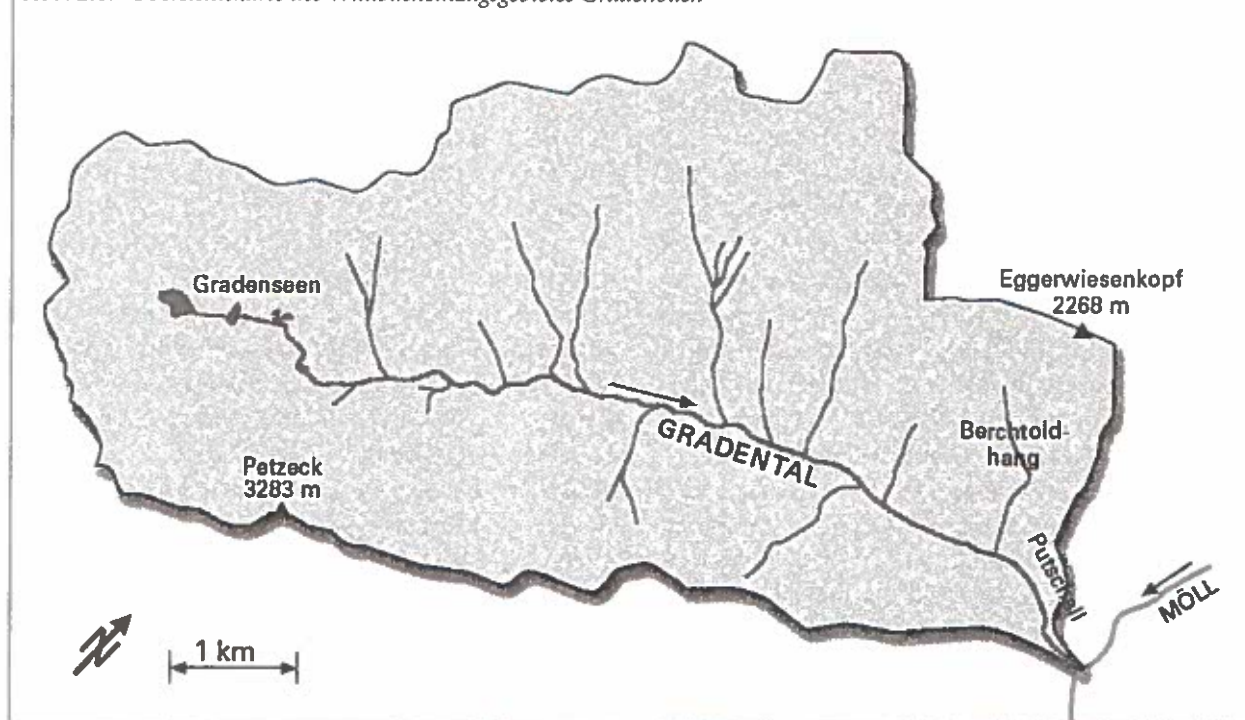 Eggerwiesenkopf
2268 m
Gradenseen
GRADENTAL
Berchtold-
hang
Petzeck
3283 m
Putschall
MÖLL
N
1 km